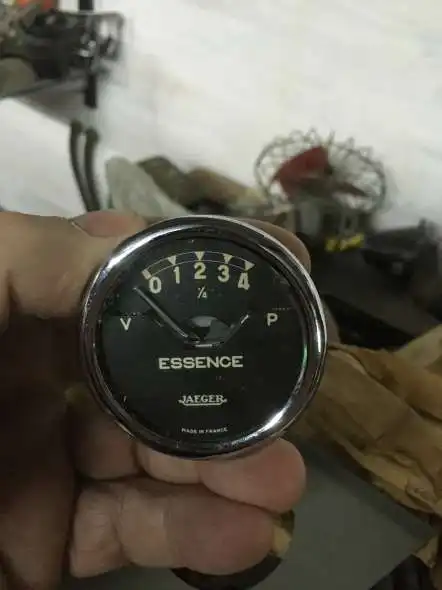 0 1 2 3 4
1/4
V P
ESSENCE
JAEGER
MADE IN FRANCE